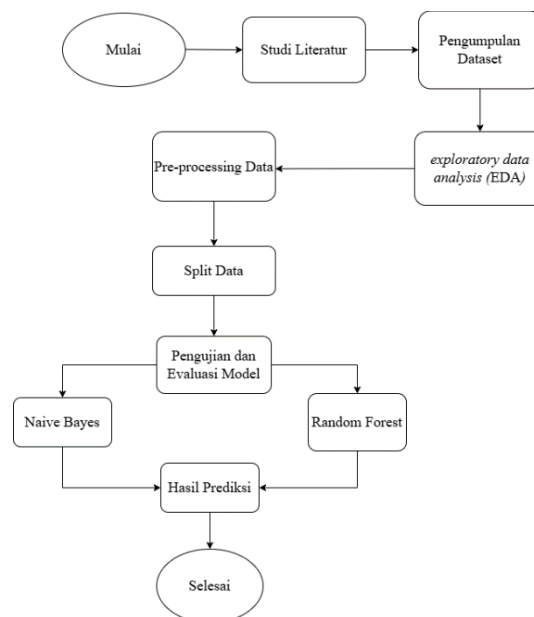 Mulai
Studi Literatur
Pengumpulan
Dataset
exploratory data
analysis (EDA)
Pre-processing Data
Split Data
Pengujian dan
Evaluasi Model
Naive Bayes
Random Forest
Hasil Prediksi
Selesai